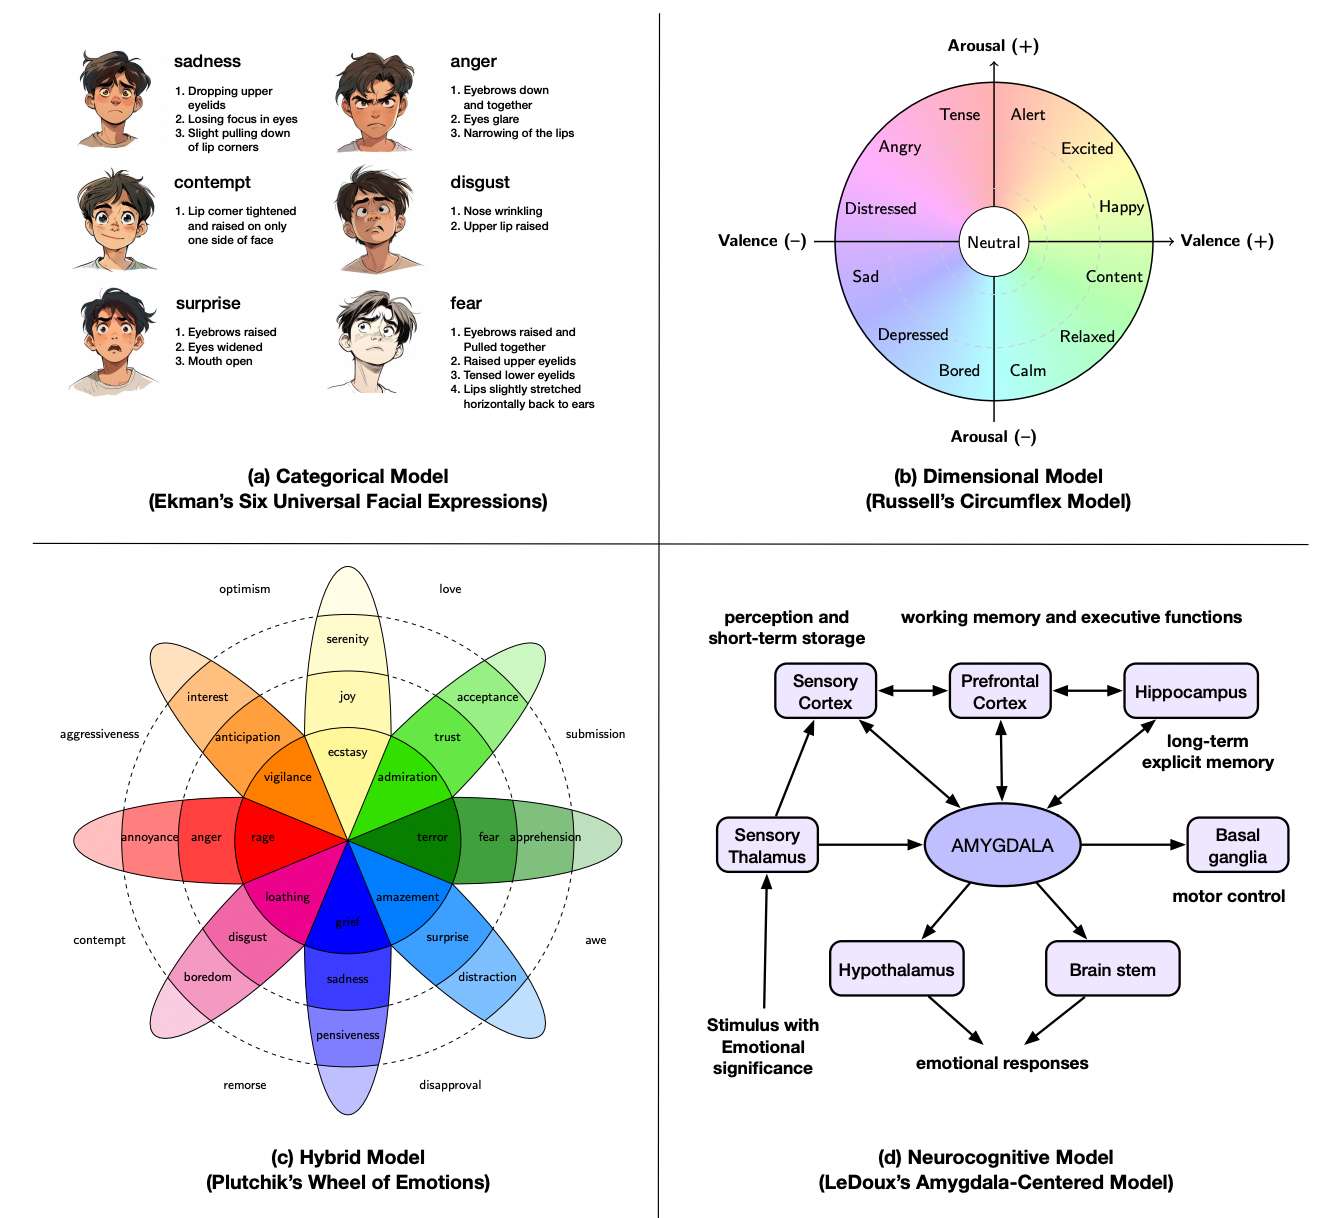 sadness
1. Dropping upper
eyelids
2. Losing focus in eyes
3. Slight pulling down
of lip corners
anger
1. Eyebrows down
and together
2. Eyes glare
3. Narrowing of the lips
contempt
1. Lip corner tightened
and raised on only
one side of face
disgust
1. Nose wrinkling
2. Upper lip raised
surprise
1. Eyebrows raised
2. Eyes widened
3. Mouth open
fear
1. Eyebrows raised and
Pulled together
2. Raised upper eyelids
3. Tensed lower eyelids
4. Lips slightly stretched
horizontally back to ears
(a) Categorical Model
(Ekman's Six Universal Facial Expressions)
Arousal (+)
Tense
Alert
Angry
Excited
Distressed
Happy
Valence (–)
Neutral
Valence (+)
Sad
Content
Depressed
Relaxed
Bored
Calm
Arousal (–)
(b) Dimensional Model
(Russell's Circumflex Model)
optimism
love
serenity
interest
joy
acceptance
aggressiveness
anticipation
trust
submission
ecstasy
vigilance
admiration
annoyance
anger
rage
terror
fear
apprehension
loathing
amazement
grief
contempt
disgust
surprise
awe
boredom
sadness
distraction
pensiveness
remorse
disapproval
(c) Hybrid Model
(Plutchik's Wheel of Emotions)
perception and
short-term storage
working memory and executive functions
Sensory
Cortex
Prefrontal
Cortex
Hippocampus
long-term
explicit memory
Sensory
Thalamus
AMYGDALA
Basal
ganglia
motor control
Hypothalamus
Brain stem
Stimulus with
Emotional
significance
emotional responses
(d) Neurocognitive Model
(LeDoux's Amygdala-Centered Model)